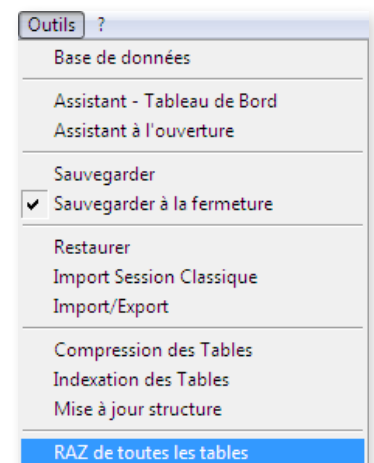 Outils ?
Base de données
Assistant - Tableau de Bord
Assistant à l'ouverture
Sauvegarder
Sauvegarder à la fermeture
Restaurer
Import Session Classique
Import/Export
Compression des Tables
Indexation des Tables
Mise à jour structure
RAZ de toutes les tables